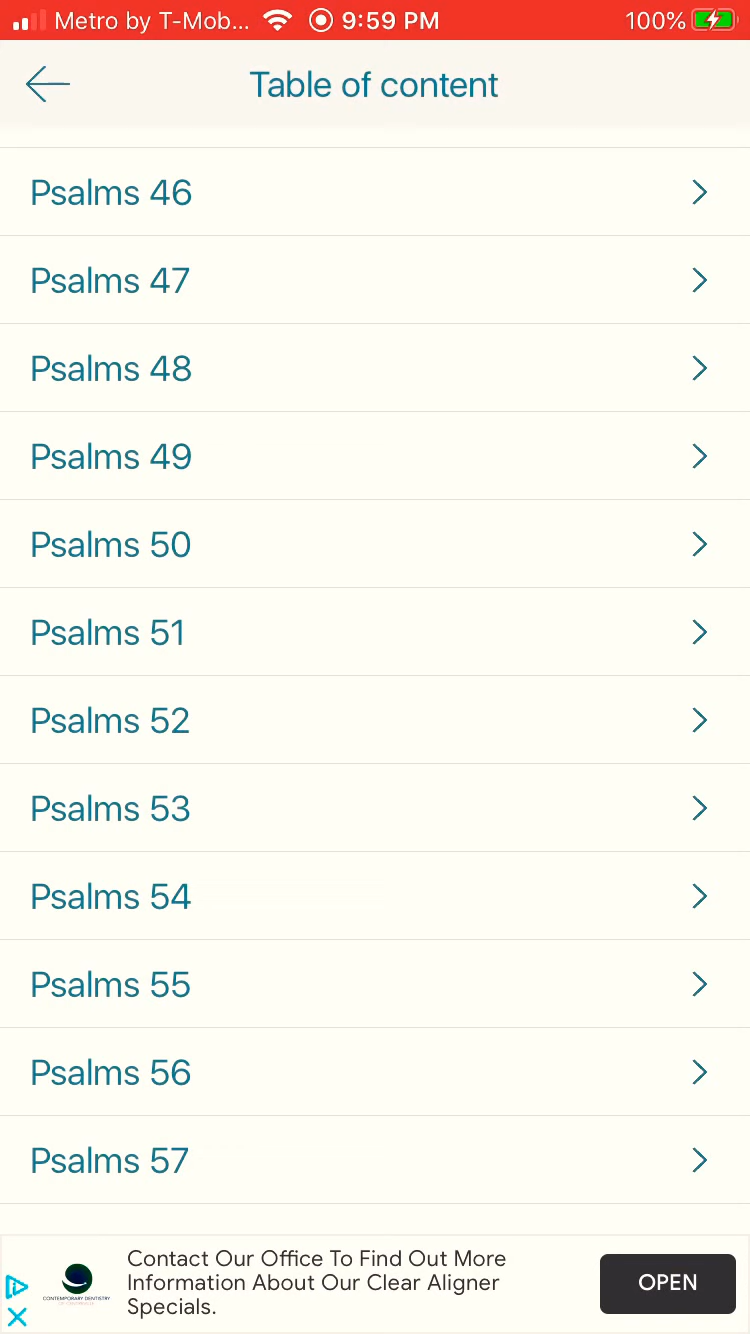 Metro by T-Mob... 9:59 PM 100%
Table of content
Psalms 46
Psalms 47
Psalms 48
Psalms 49
Psalms 50
Psalms 51
Psalms 52
Psalms 53
Psalms 54
Psalms 55
Psalms 56
Psalms 57
Contact Our Office To Find Out More
Information About Our Clear Aligner
Specials.
CONTEMPORARY DENTISTRY
OPEN